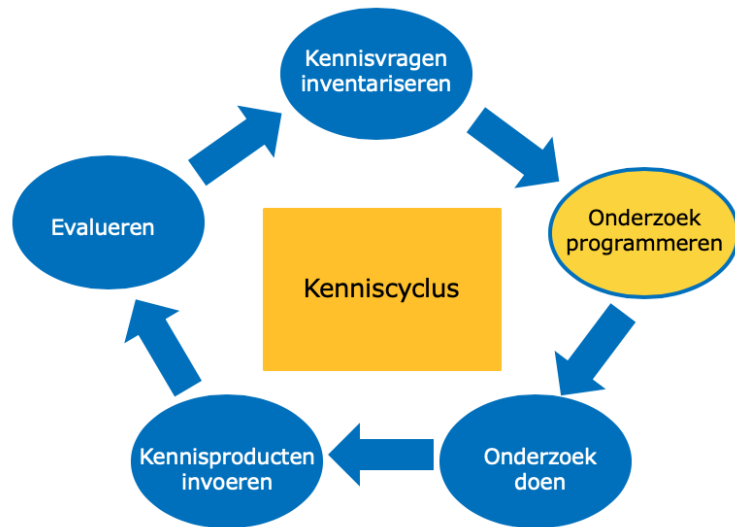 Kennisvragen
inventariseren
Onderzoek
programmeren
Onderzoek
doen
Kennisproducten
invoeren
Evalueren
Kenniscyclus